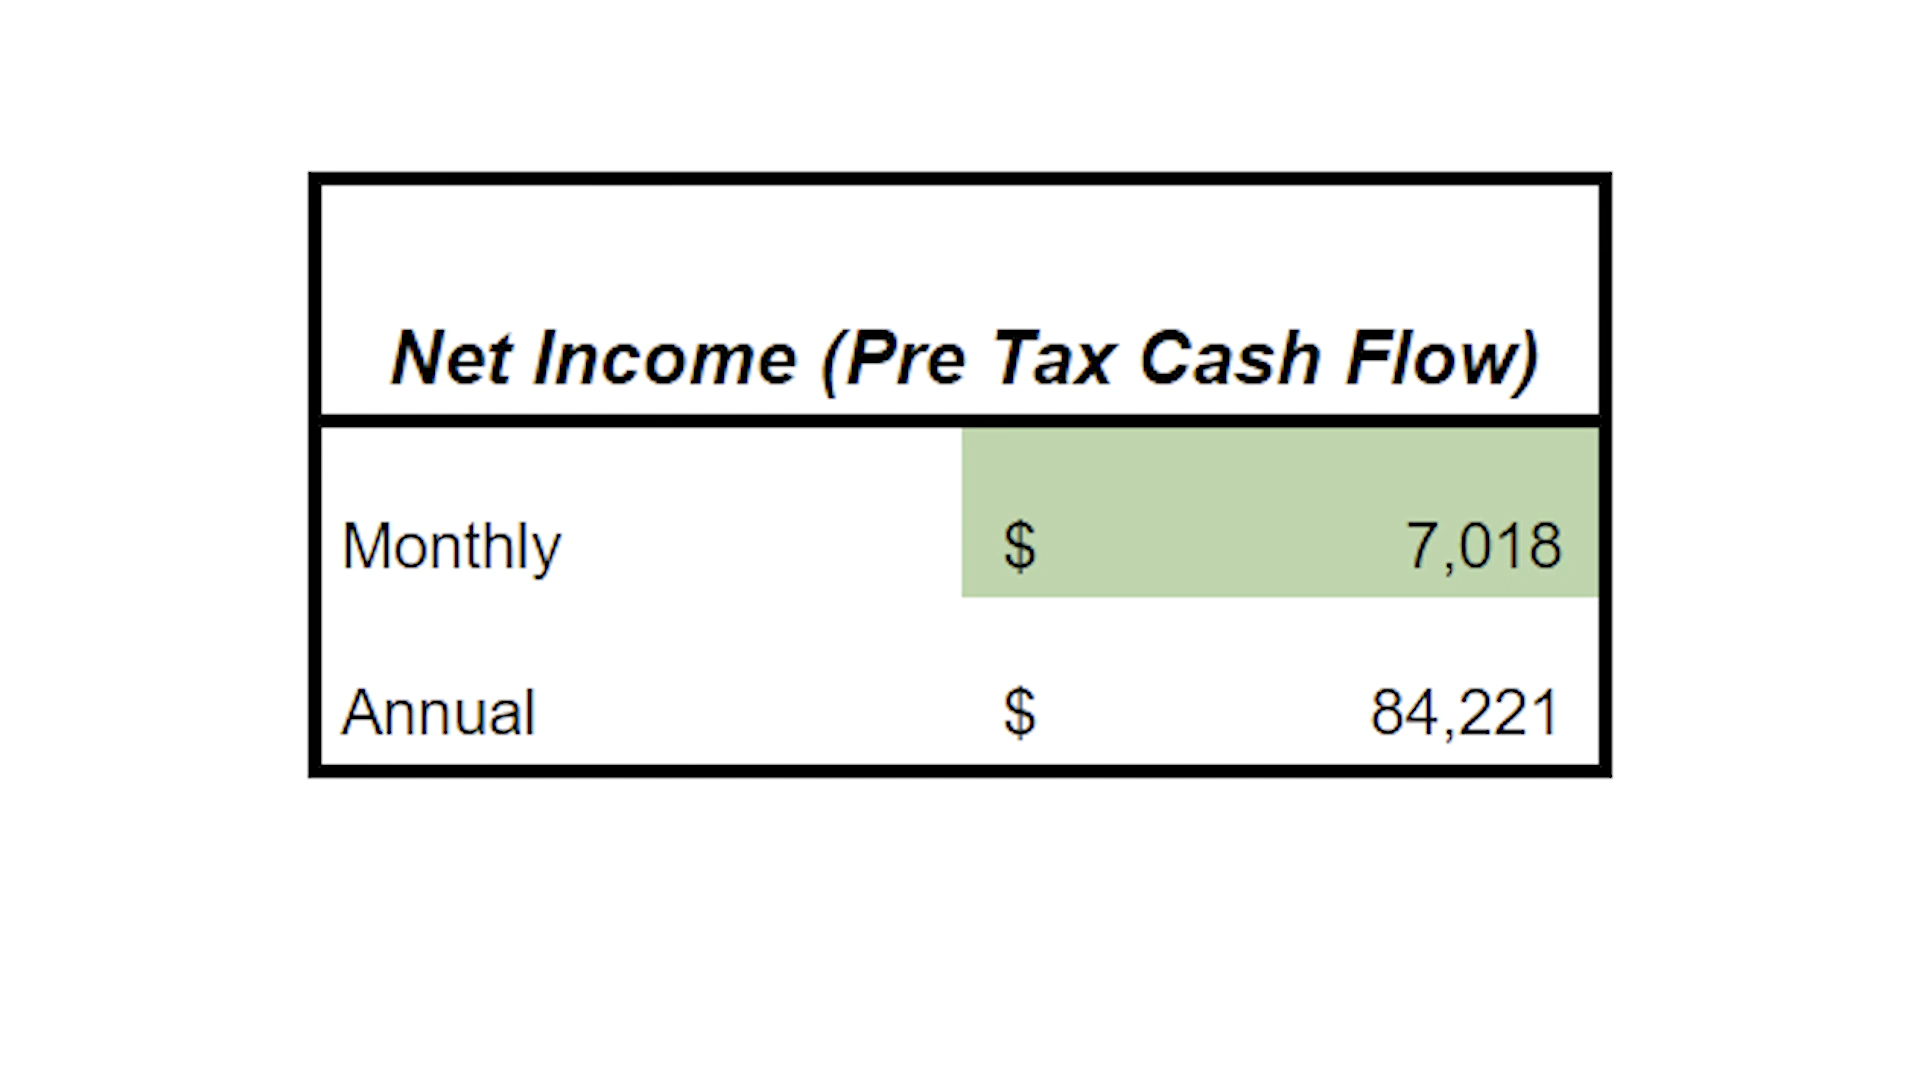 Net Income (Pre Tax Cash Flow)
Monthly $ 7,018
Annual $ 84,221